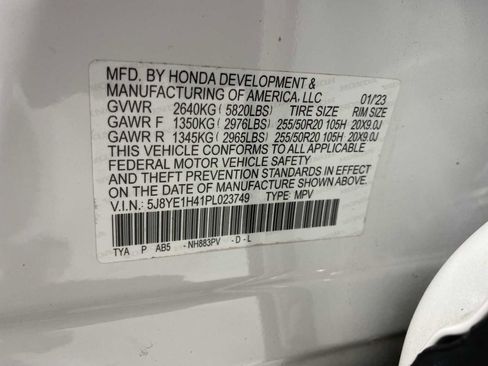 MFD. BY HONDA DEVELOPMENT &
MANUFACTURING OF AMERICA, LLC 01/23
GVWR 2640KG (5820LBS) TIRE SIZE RIM SIZE
GAWR F 1350KG (2976LBS) 255/50R20 105H 20X9.0J
GAWR R 1345KG (2965LBS) 255/50R20 105H 20X9.0J
THIS VEHICLE CONFORMS TO ALL APPLICABLE
FEDERAL MOTOR VEHICLE SAFETY
AND THEFT PREVENTION STANDARDS IN EFFECT
ON THE DATE OF MANUFACTURE SHOWN ABOVE.
V.I.N.: 5J8YE1H41PL023749 TYPE: MPV
TYA P AB5 -NH883PV -D-L